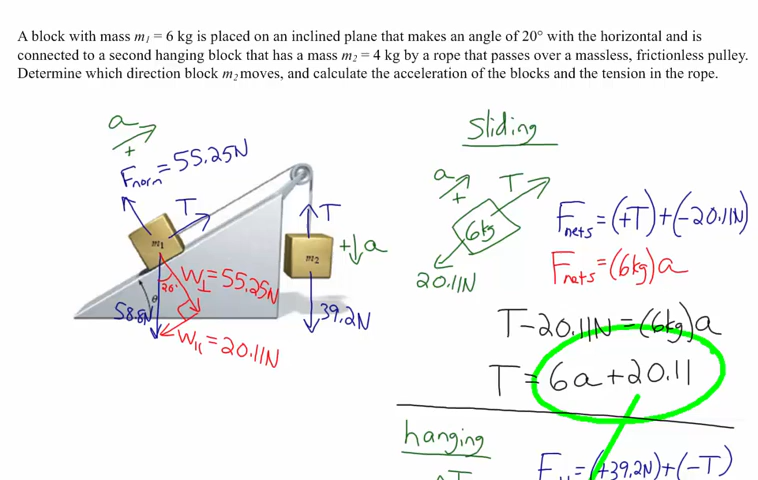 A block with mass m₁ = 6 kg is placed on an inclined plane that makes an angle of 20° with the horizontal and is
connected to a second hanging block that has a mass m₂ = 4 kg by a rope that passes over a massless, frictionless pulley.
Determine which direction block m₂ moves, and calculate the acceleration of the blocks and the tension in the rope.
a
+
Fnorm=55.25N
T
m₁
θ
20°
58.8N
W⊥=55.25N
W||=20.11N
T
m₂
+↓a
39.2N
sliding
a
+
T
6kg
20.11N
Fnets=(+T)+(-20.11N)
Fnets=(6kg)a
T-20.11N=(6kg)a
T=6a+20.11
hanging
T
=(+39.2N)+(-T)